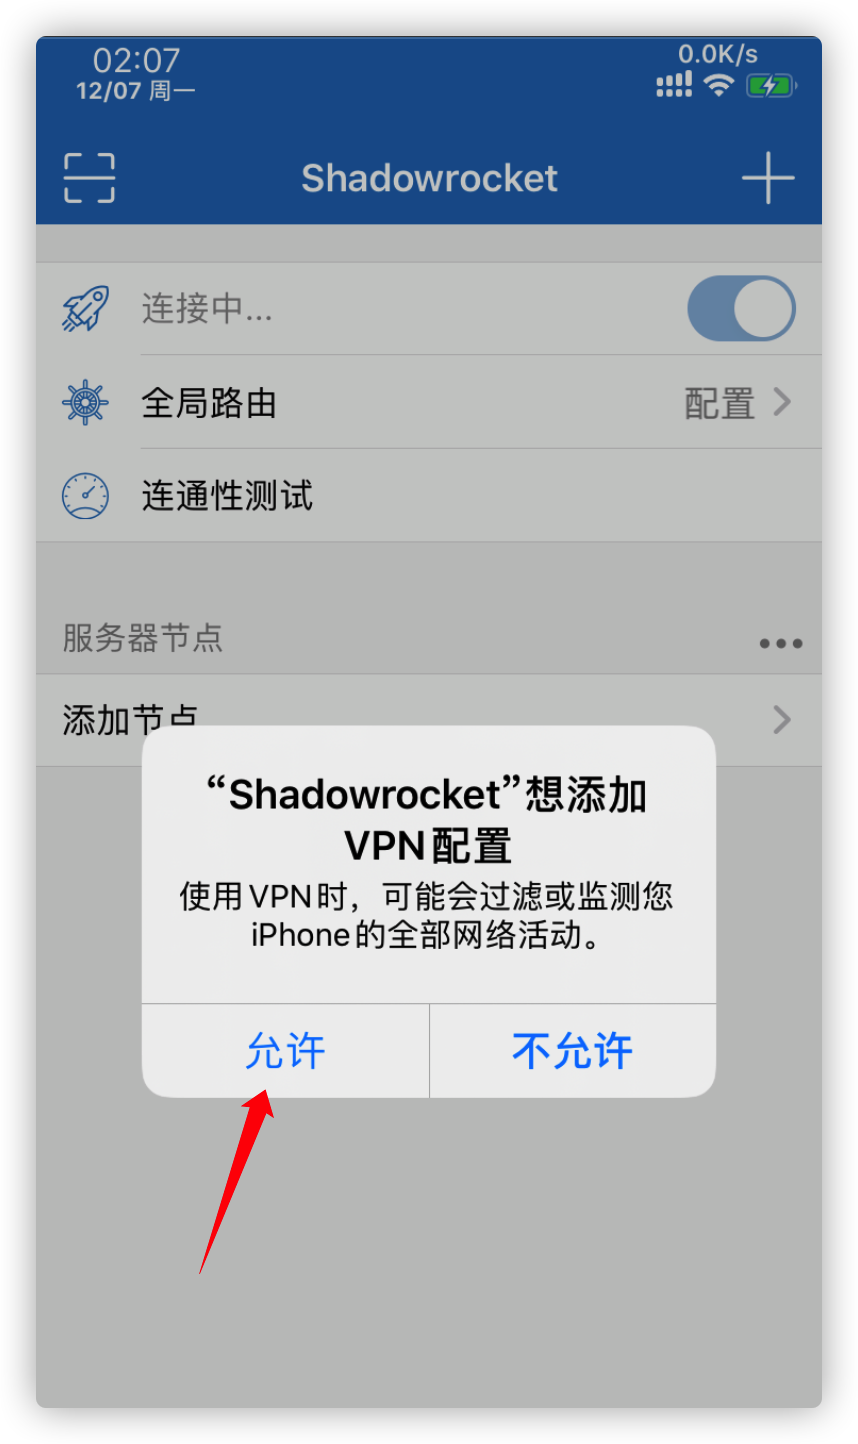 02:07
0.0K/s
12/07 周一
Shadowrocket
连接中...
全局路由
配置
连通性测试
服务器节点
添加节点
“Shadowrocket”想添加
VPN配置
使用VPN时，可能会过滤或监测您
iPhone的全部网络活动。
允许
不允许